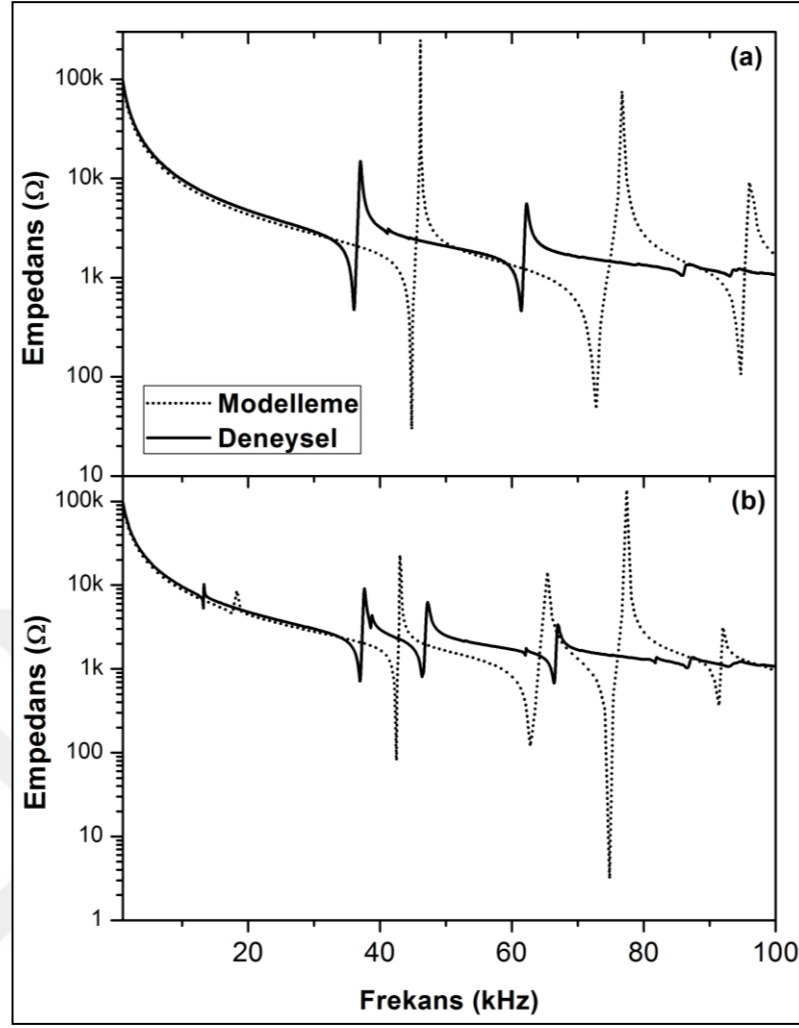 (a)
100k
10k
1k
100
10
Empedans (Ω)
Modelleme
Deneysel
(b)
100k
10k
1k
100
10
1
Empedans (Ω)
20 40 60 80 100
Frekans (kHz)